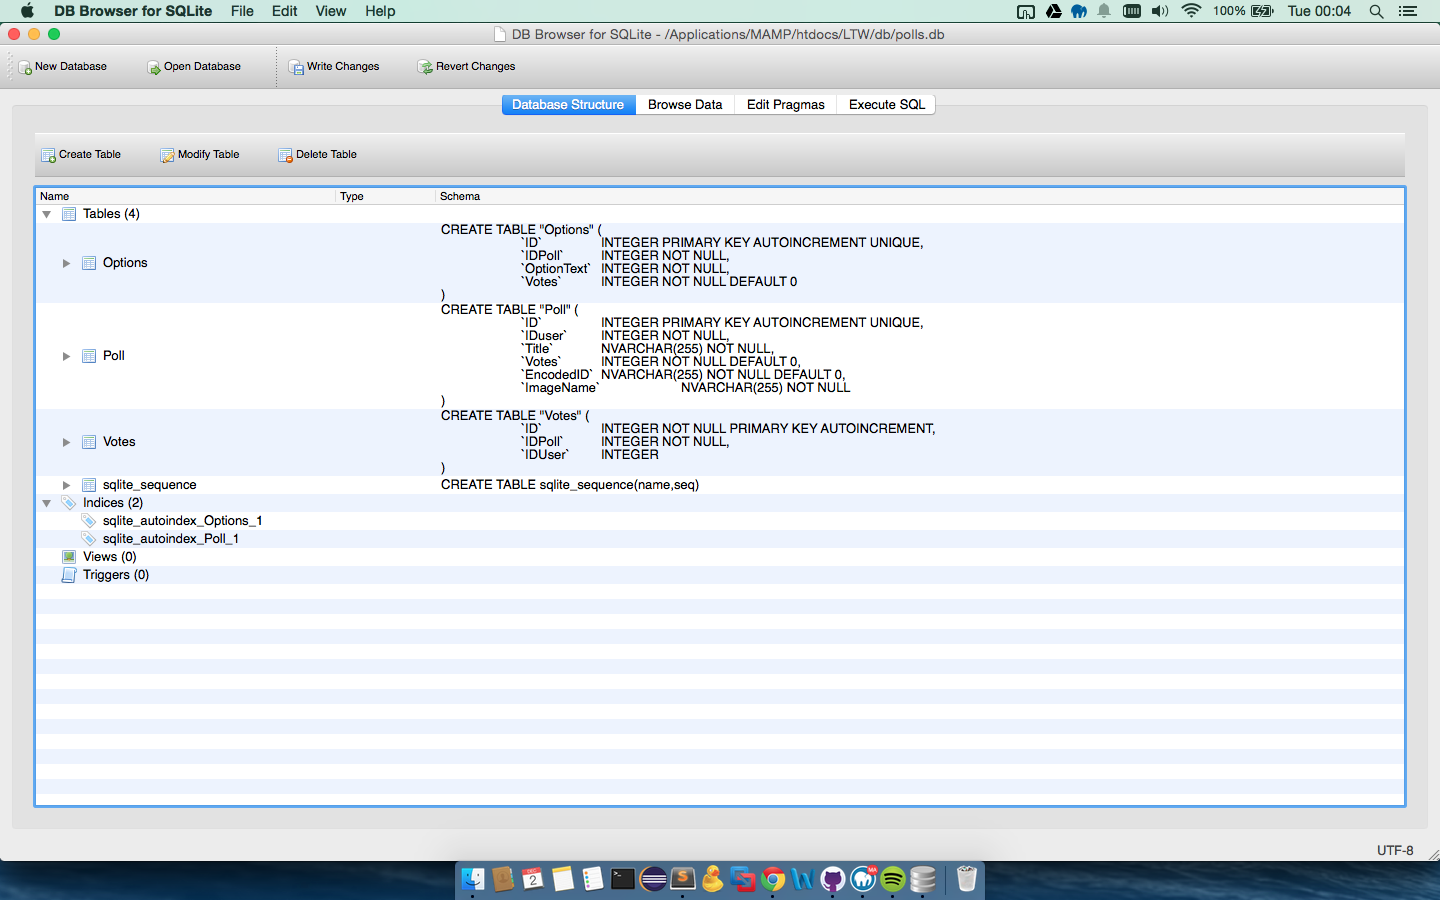 DB Browser for SQLite File Edit View Help 100% Tue 00:04
DB Browser for SQLite - /Applications/MAMP/htdocs/LTW/db/polls.db
New Database Open Database Write Changes Revert Changes
Database Structure Browse Data Edit Pragmas Execute SQL
Create Table Modify Table Delete Table
Name Type Schema
Tables (4)
Options
CREATE TABLE "Options" (
`ID` INTEGER PRIMARY KEY AUTOINCREMENT UNIQUE,
`IDPoll` INTEGER NOT NULL,
`OptionText` INTEGER NOT NULL,
`Votes` INTEGER NOT NULL DEFAULT 0
)
Poll
CREATE TABLE "Poll" (
`ID` INTEGER PRIMARY KEY AUTOINCREMENT UNIQUE,
`IDuser` INTEGER NOT NULL,
`Title` NVARCHAR(255) NOT NULL,
`Votes` INTEGER NOT NULL DEFAULT 0,
`EncodedID` NVARCHAR(255) NOT NULL DEFAULT 0,
`ImageName` NVARCHAR(255) NOT NULL
)
Votes
CREATE TABLE "Votes" (
`ID` INTEGER NOT NULL PRIMARY KEY AUTOINCREMENT,
`IDPoll` INTEGER NOT NULL,
`IDUser` INTEGER
)
sqlite_sequence CREATE TABLE sqlite_sequence(name,seq)
Indices (2)
sqlite_autoindex_Options_1
sqlite_autoindex_Poll_1
Views (0)
Triggers (0)
UTF-8
2